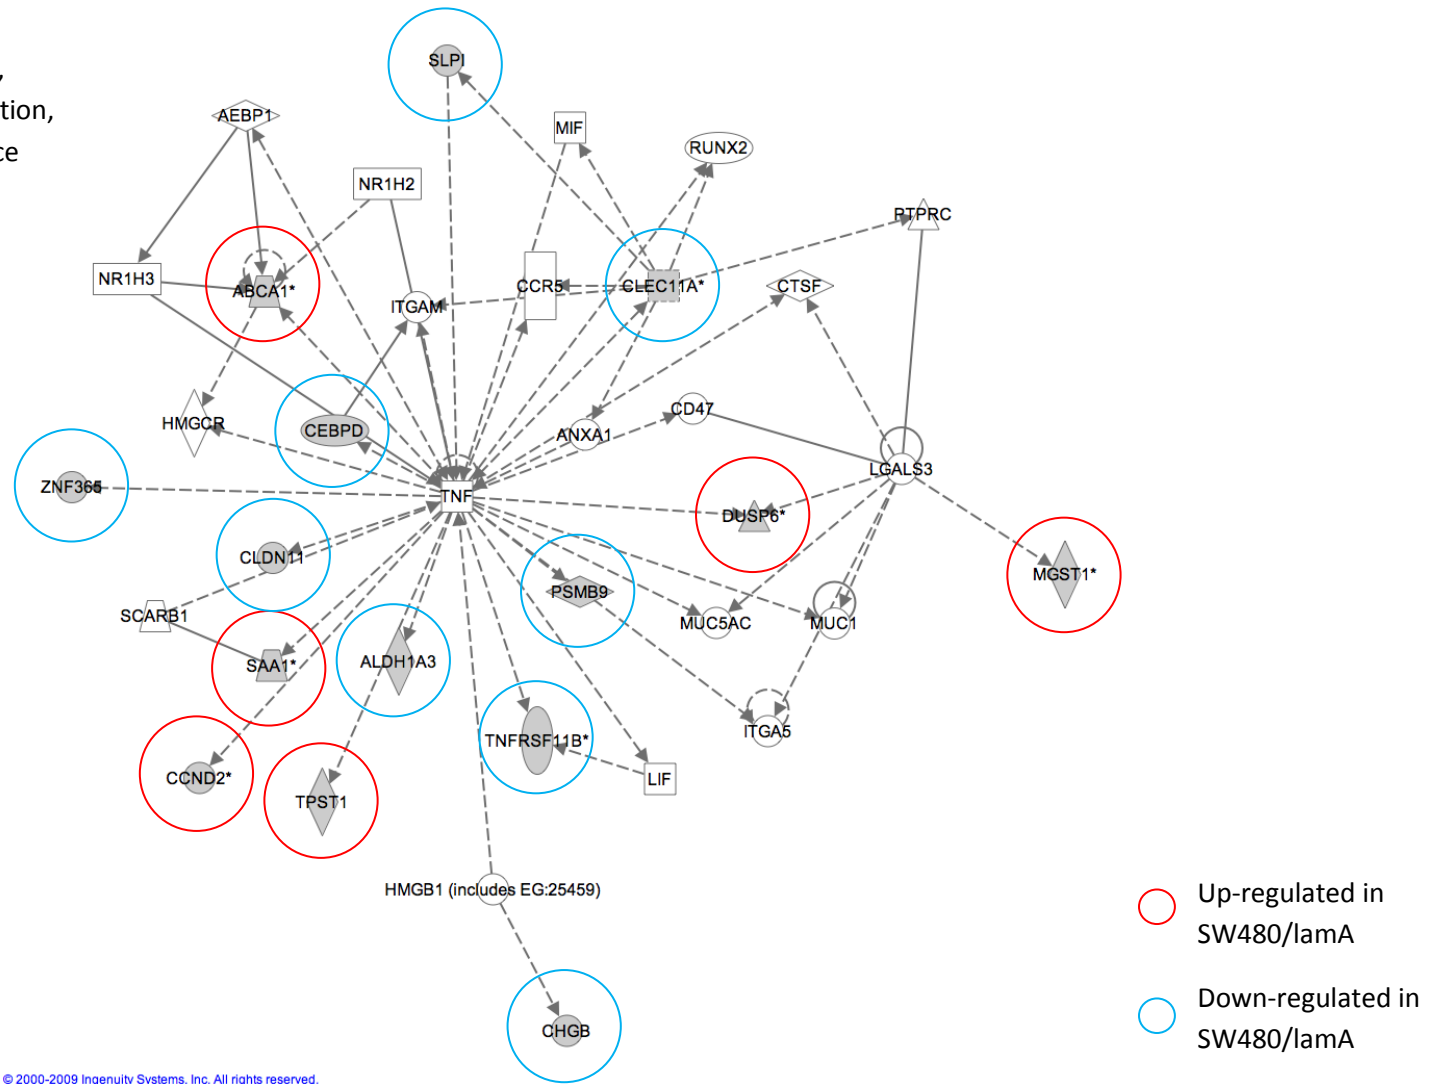 SLPI
tion,
ce
AEBP1
MIF
RUNX2
NR1H2
PTPRC
NR1H3
ABCA1*
CCR5
CLEC11A*
CTSF
ITGAM
HMGCR
CEBPD
ANXA1
CD47
LGALS3
ZNF365
TNF
DUSP6*
CLDN11
PSMB9
MGST1*
SCARB1
MUC5AC
MUC1
SAA1*
ALDH1A3
TNFRSF11B*
ITGA5
CCND2*
TPST1
LIF
HMGB1 (includes EG:25459)
Up-regulated in
SW480/lamA
Down-regulated in
SW480/lamA
CHGB
© 2000-2009 Ingenuity Systems, Inc. All rights reserved.